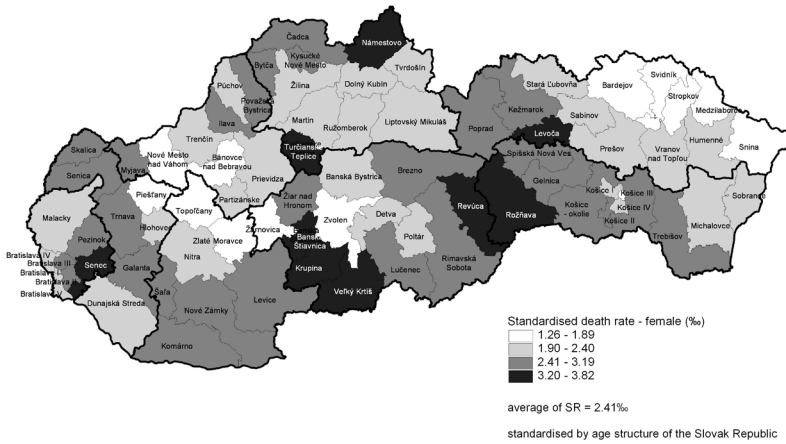 Čadca
Námestovo
Kysucké
Nové Mesto
Bytča
Tvrdošín
Púchov
Žilina
Dolný Kubín
Považská
Bystrica
Ilava
Martin
Ružomberok
Liptovský Mikuláš
Trenčín
Turčianske
Teplice
Prievidza
Bánovce
nad Bebravou
Nové Mesto
nad Váhom
Myjava
Skalica
Senica
Partizánske
Piešťany
Topoľčany
Malacky
Trnava
Hlohovec
Zlaté Moravce
Nitra
Pezinok
Bratislava IV
Bratislava III
Senec
Galanta
Dunajská Streda
Šaľa
Nové Zámky
Komárno
Levice
Žarnovica
Žiar nad
Hronom
Banská
Štiavnica
Krupina
Veľký Krtíš
Zvolen
Banská Bystrica
Brezno
Detva
Poltár
Lučenec
Rimavská
Sobota
Revúca
Rožňava
Poprad
Kežmarok
Stará Ľubovňa
Levoča
Spišská Nová Ves
Gelnica
Sabinov
Prešov
Bardejov
Svidník
Stropkov
Medzilaborce
Humenné
Snina
Vranov
nad Topľou
Košice
- okolie
Košice I
Košice III
Košice IV
Košice II
Trebišov
Michalovce
Sobrance
Standardised death rate - female (‰)
1.26 - 1.89
1.90 - 2.40
2.41 - 3.19
3.20 - 3.82
average of SR = 2.41‰
standardised by age structure of the Slovak Republic